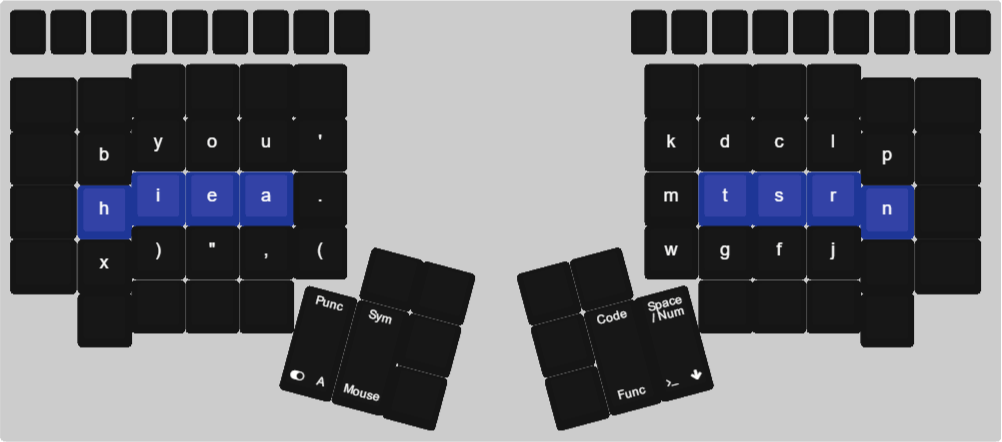 b y o u '
k d c l p
h i e a .
m t s r n
x ) " , (
w g f j
Punc Sym
Code Space
/ Num
A Mouse
Func >_